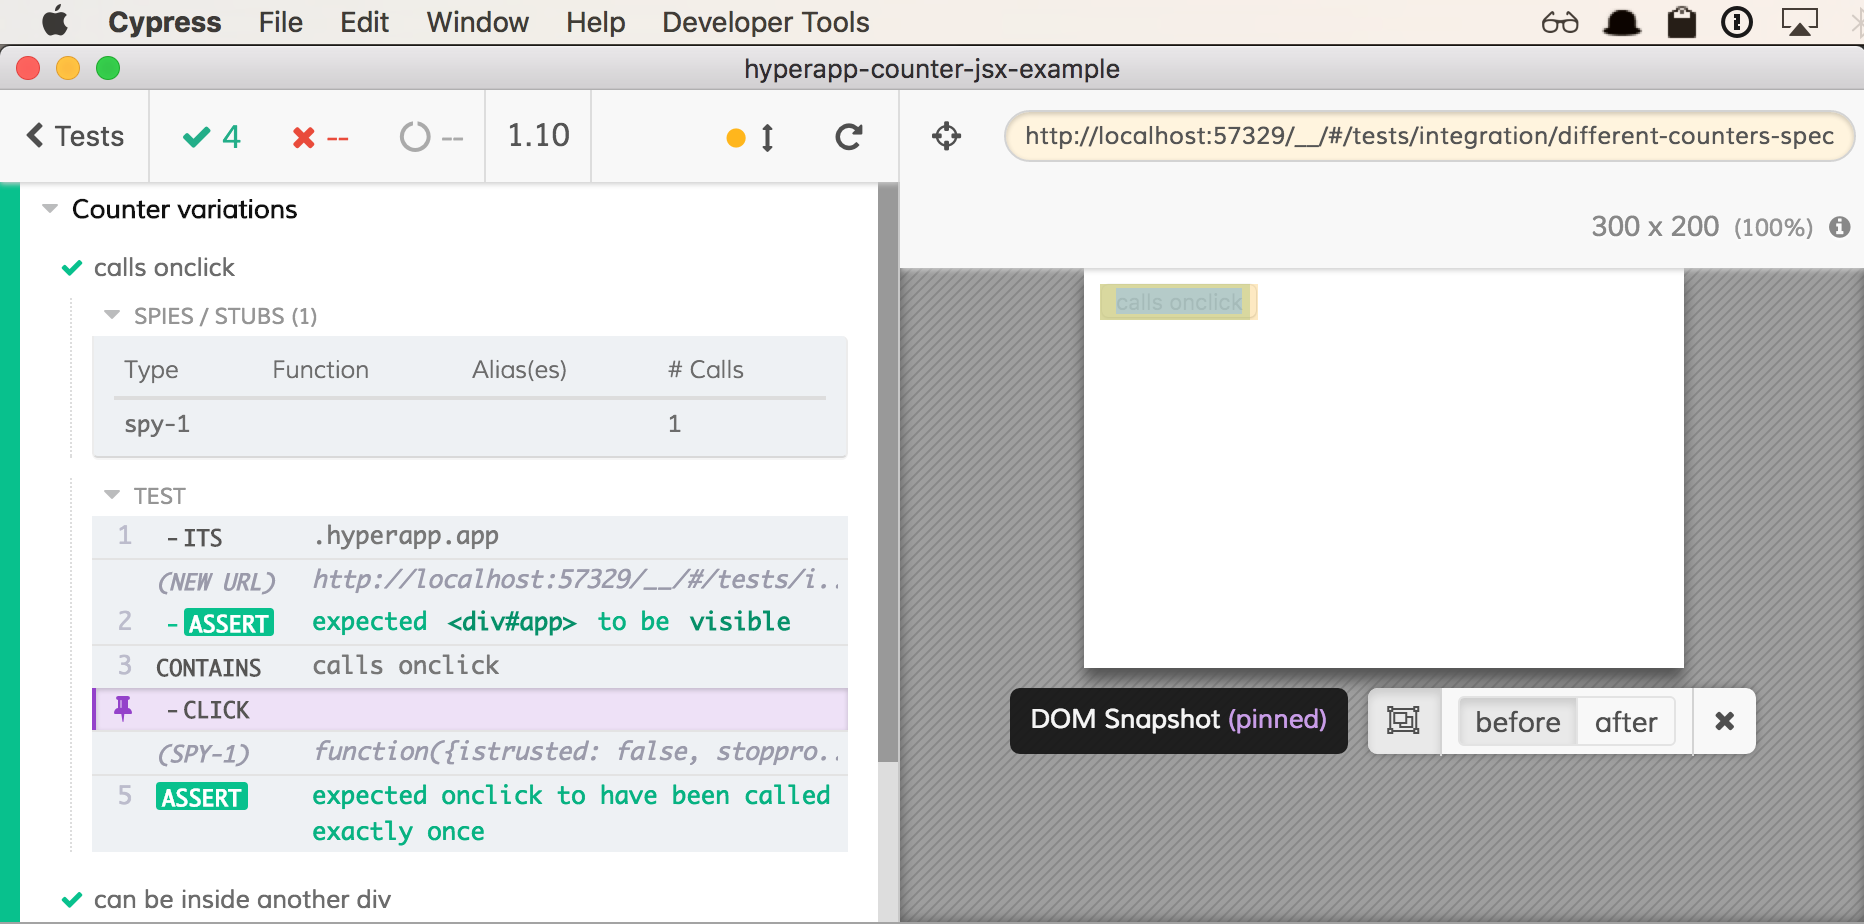 Cypress File Edit Window Help Developer Tools
hyperapp-counter-jsx-example
Tests 4 -- -- 1.10
http://localhost:57329/__/#/tests/integration/different-counters-spec
300 x 200 (100%)
Counter variations
calls onclick
SPIES / STUBS (1)
Type Function Alias(es) # Calls
spy-1 1
TEST
1 -ITS .hyperapp.app
(NEW URL) http://localhost:57329/__/#/tests/i..
2 -ASSERT expected <div#app> to be visible
3 CONTAINS calls onclick
-CLICK
(SPY-1) function({istrusted: false, stoppro..
5 ASSERT expected onclick to have been called
exactly once
can be inside another div
calls onclick
DOM Snapshot (pinned)
before after